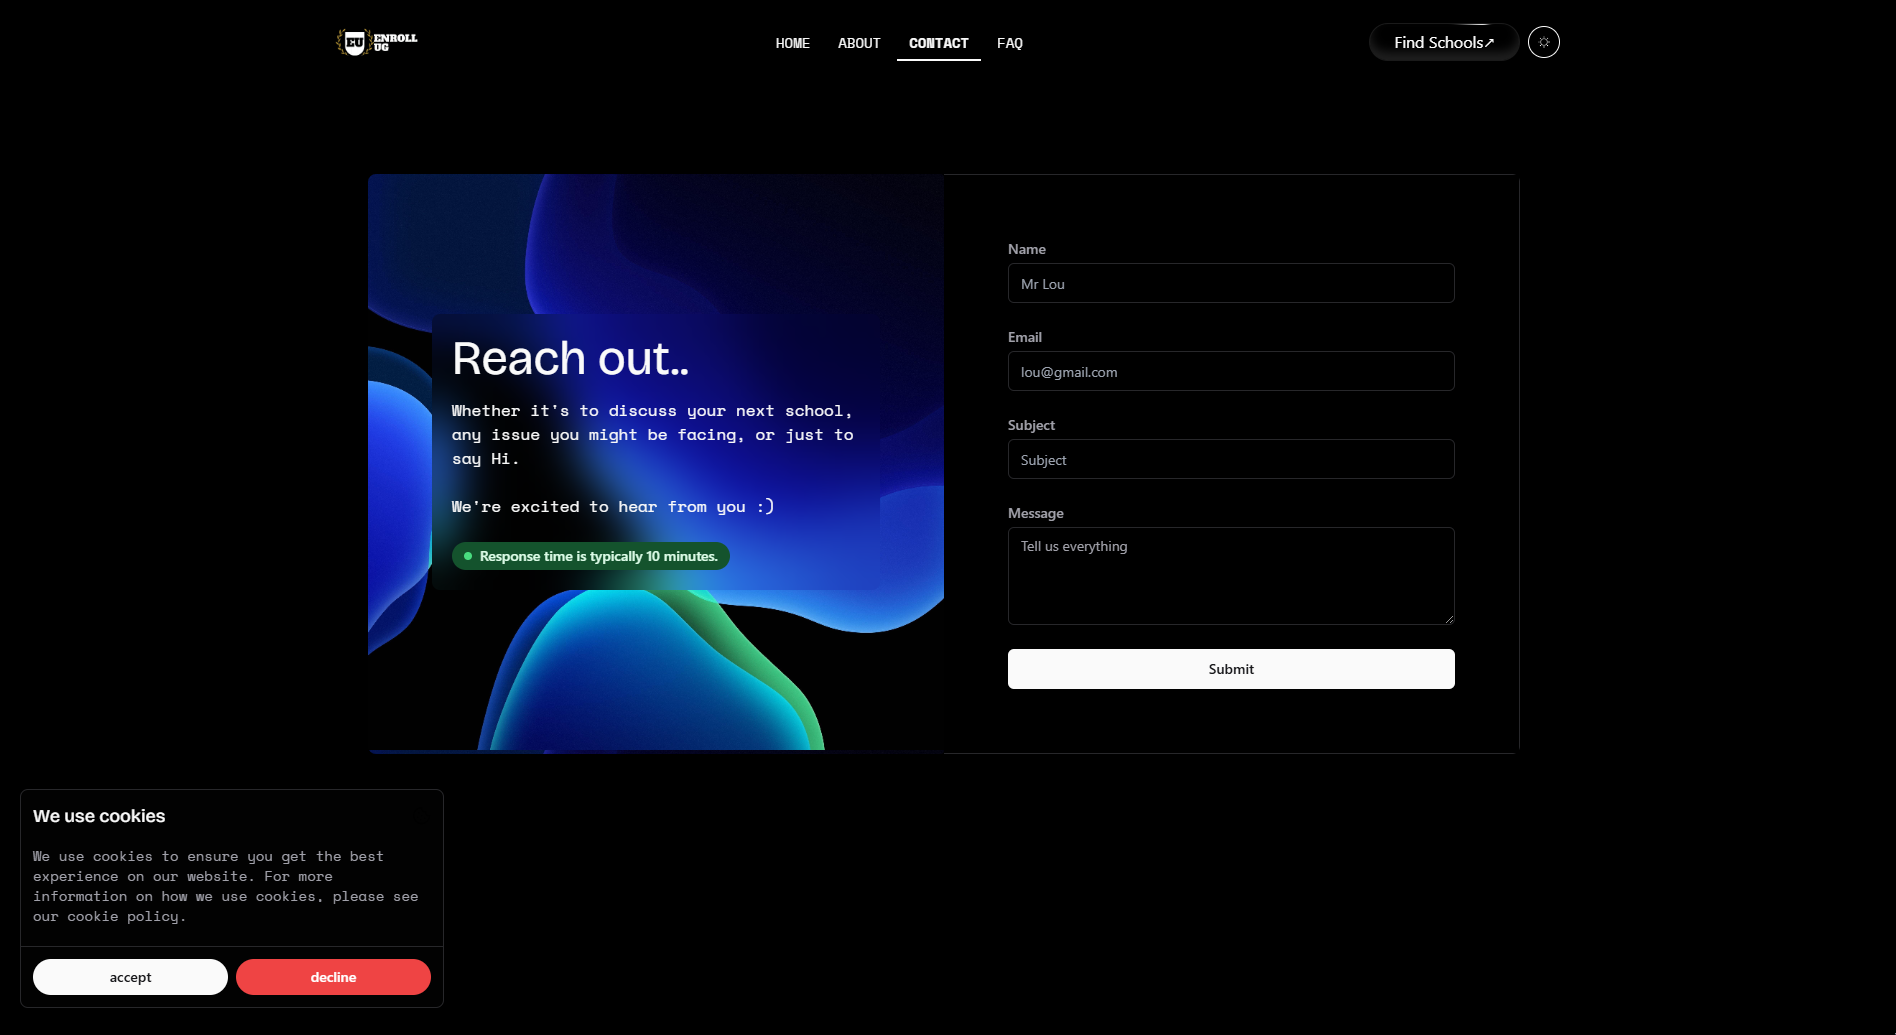 EU ENROLL
UG
HOME ABOUT CONTACT FAQ
Find Schools↗
Reach out..
Whether it's to discuss your next school,
any issue you might be facing, or just to
say Hi.
We're excited to hear from you :)
Response time is typically 10 minutes.
Name
Mr Lou
Email
lou@gmail.com
Subject
Subject
Message
Tell us everything
Submit
We use cookies
We use cookies to ensure you get the best
experience on our website. For more
information on how we use cookies, please see
our cookie policy.
accept decline